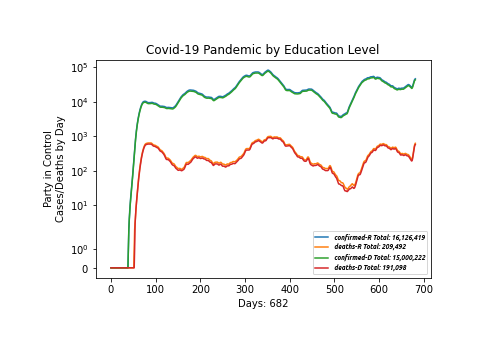 Covid-19 Pandemic by Education Level
Party in Control
Cases/Deaths by Day
10⁵
10⁴
10³
10²
10¹
10⁰
0
0 100 200 300 400 500 600 700
Days: 682
confirmed-R Total: 16,126,419
deaths-R Total: 209,492
confirmed-D Total: 15,000,222
deaths-D Total: 191,098